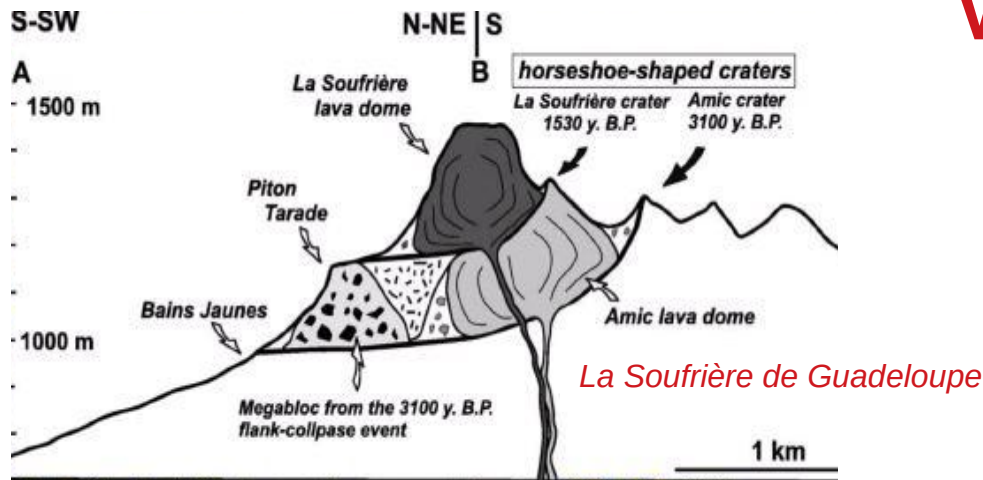 S-SW
N-NE
S
A
B
horseshoe-shaped craters
1500 m
La Soufrière
lava dome
La Soufrière crater
1530 y. B.P.
Amic crater
3100 y. B.P.
Piton
Tarade
Bains Jaunes
1000 m
Amic lava dome
La Soufrière de Guadeloupe
Megabloc from the 3100 y. B.P.
flank-collpase event
1 km